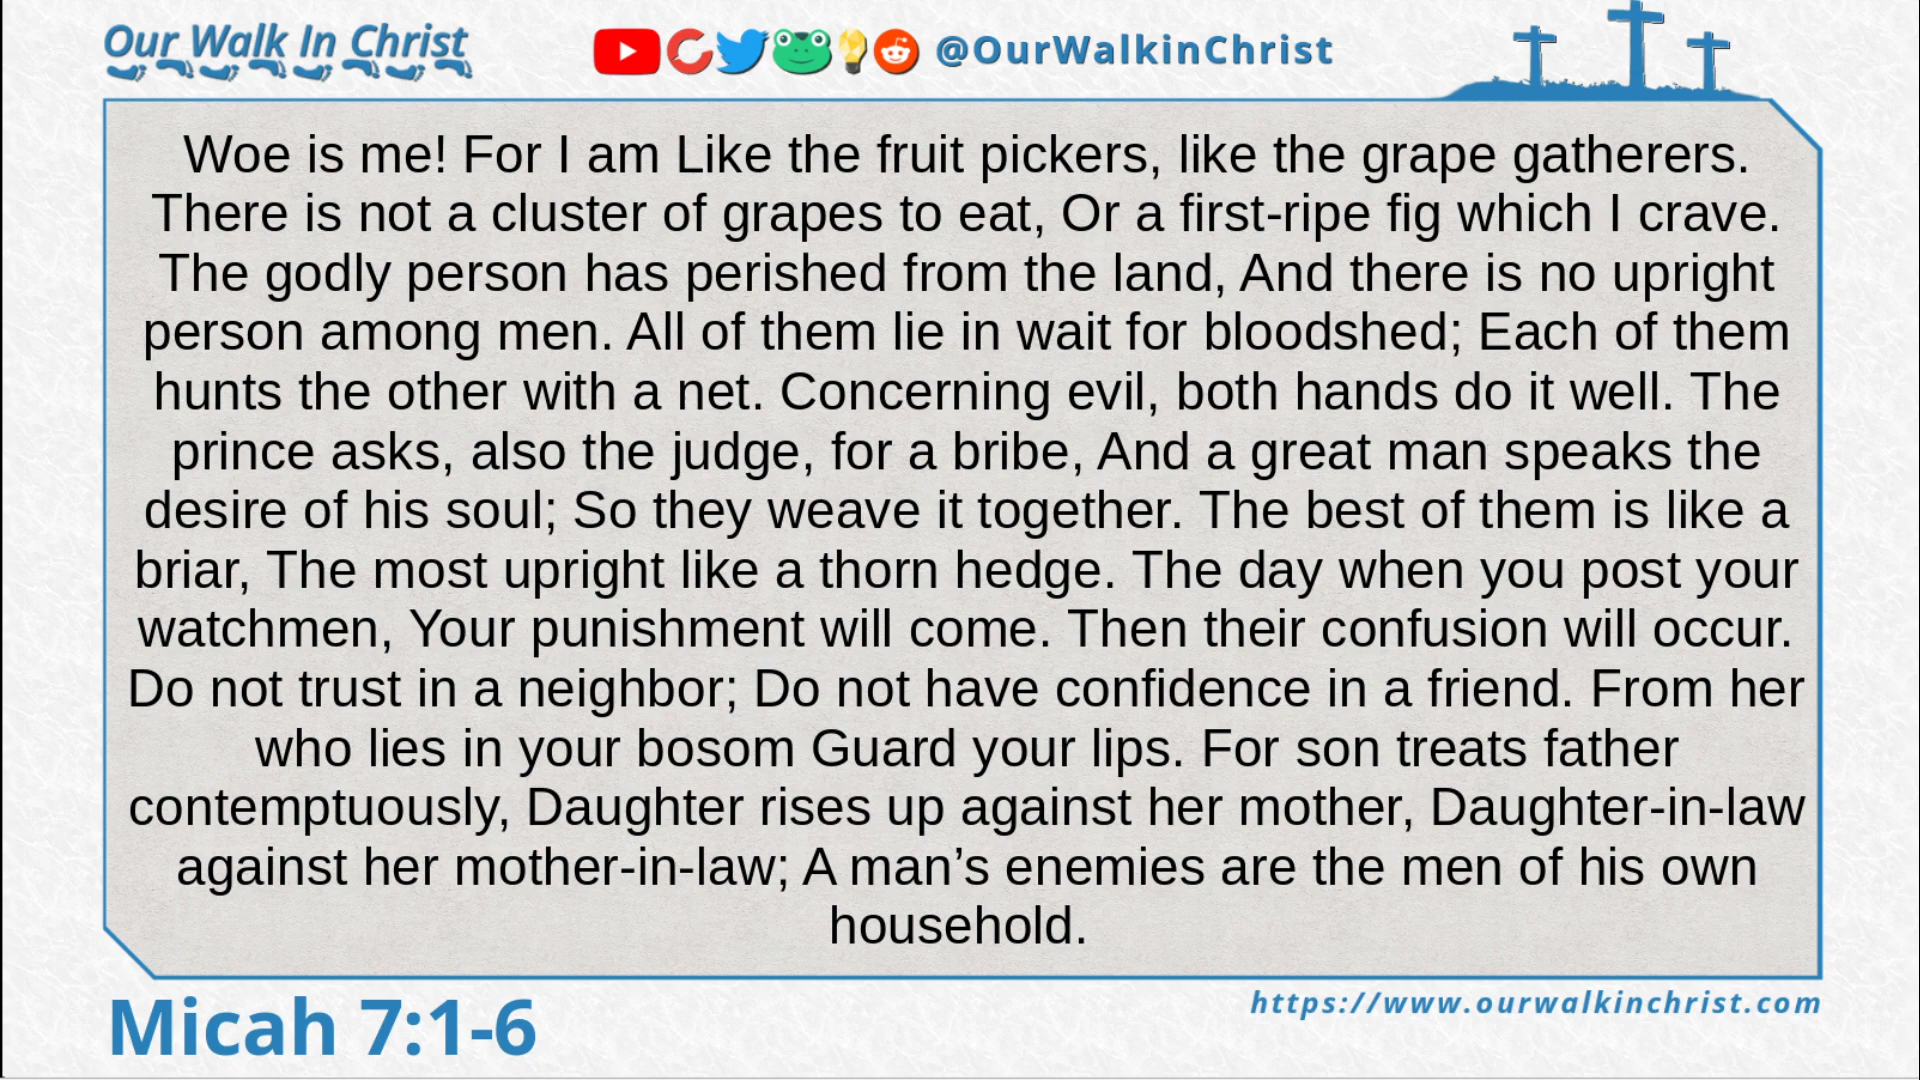 Our Walk In Christ
@OurWalkinChrist
Woe is me! For I am Like the fruit pickers, like the grape gatherers.
There is not a cluster of grapes to eat, Or a first-ripe fig which I crave.
The godly person has perished from the land, And there is no upright
person among men. All of them lie in wait for bloodshed; Each of them
hunts the other with a net. Concerning evil, both hands do it well. The
prince asks, also the judge, for a bribe, And a great man speaks the
desire of his soul; So they weave it together. The best of them is like a
briar, The most upright like a thorn hedge. The day when you post your
watchmen, Your punishment will come. Then their confusion will occur.
Do not trust in a neighbor; Do not have confidence in a friend. From her
who lies in your bosom Guard your lips. For son treats father
contemptuously, Daughter rises up against her mother, Daughter-in-law
against her mother-in-law; A man’s enemies are the men of his own
household.
Micah 7:1-6
https://www.ourwalkinchrist.com